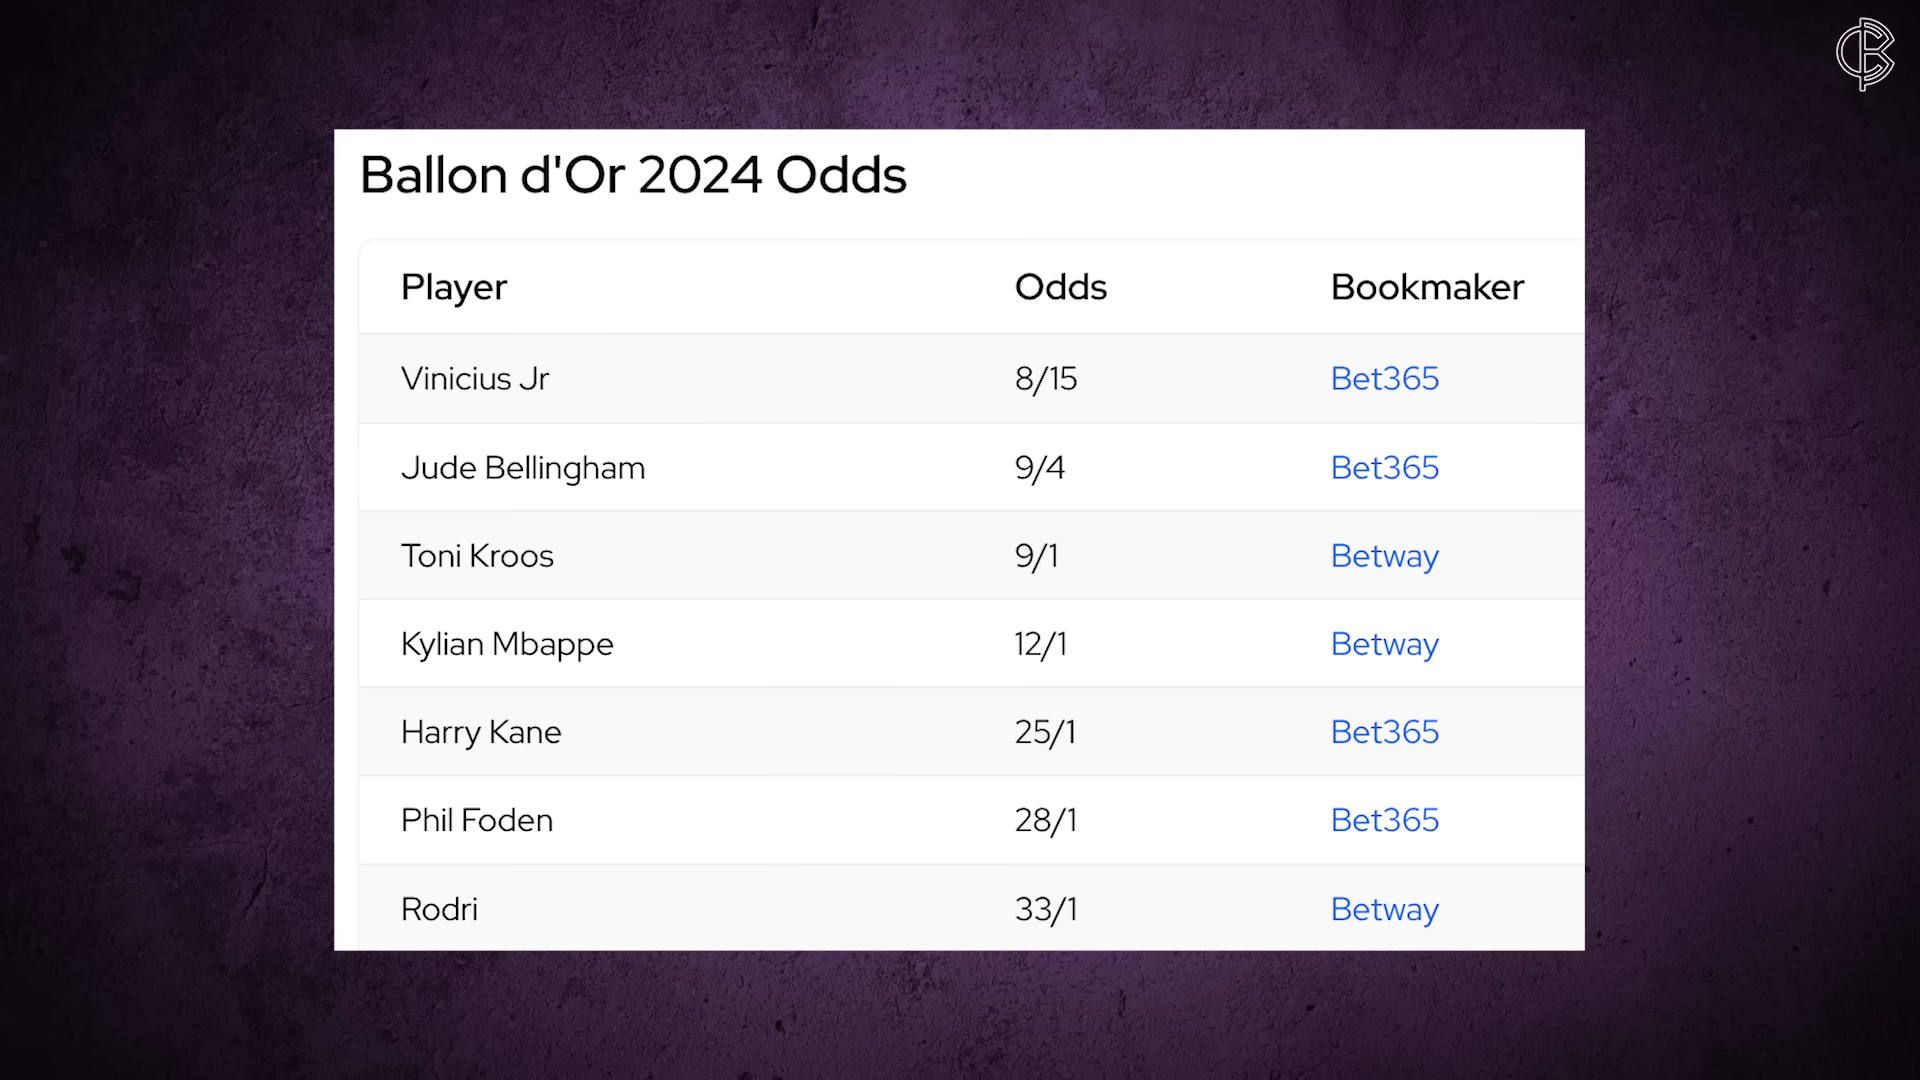 Ballon d'Or 2024 Odds
Player Odds Bookmaker
Vinicius Jr 8/15 Bet365
Jude Bellingham 9/4 Bet365
Toni Kroos 9/1 Betway
Kylian Mbappe 12/1 Betway
Harry Kane 25/1 Bet365
Phil Foden 28/1 Bet365
Rodri 33/1 Betway